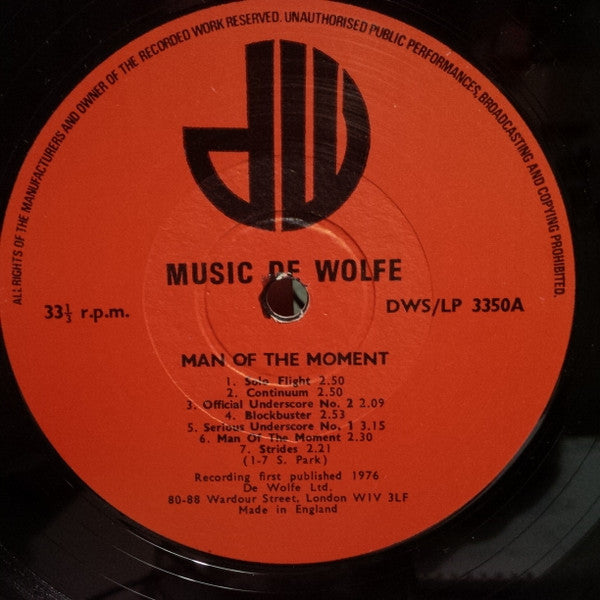 ALL RIGHTS OF THE MANUFACTURERS AND OWNER OF THE RECORDED WORK RESERVED. UNAUTHORISED PUBLIC PERFORMANCES, BROADCASTING AND COPYING PROHIBITED.
dw
MUSIC DE WOLFE
33⅓ r.p.m.
DWS/LP 3350A
MAN OF THE MOMENT
1. Solo Flight 2.50
2. Continuum 2.50
3. Official Underscore No. 2 2.09
4. Blockbuster 2.53
5. Serious Underscore No. 1 3.15
6. Man Of The Moment 2.30
7. Strides 2.21
(1-7 S. Park)
Recording first published 1976
De Wolfe Ltd.
80-88 Wardour Street, London W1V 3LF
Made in England